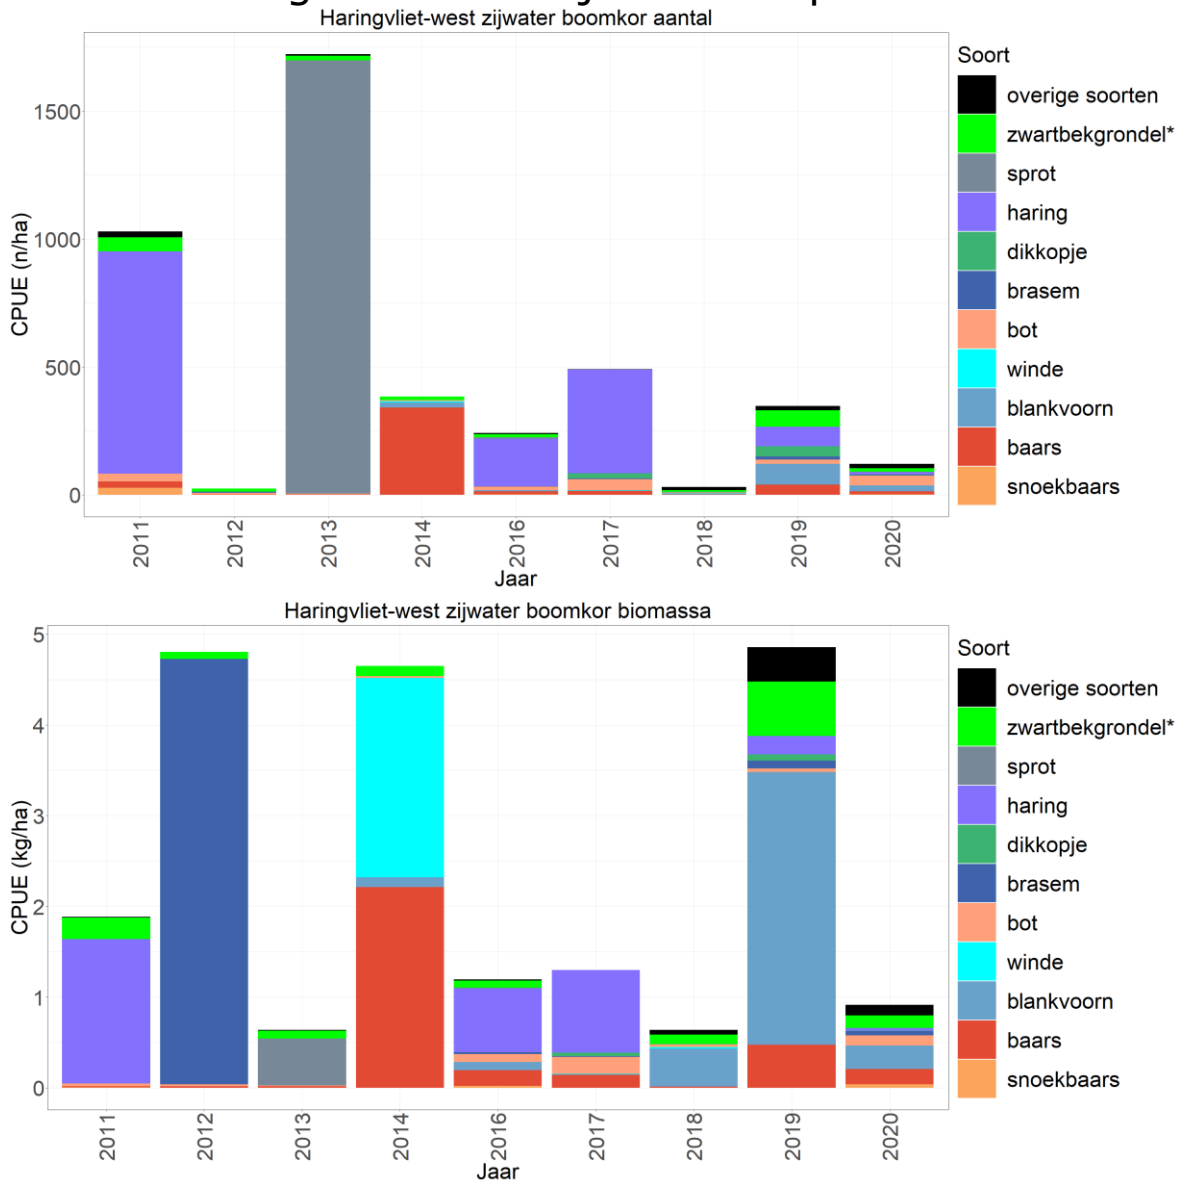 Haringvliet-west zijwater boomkor aantal
CPUE (n/ha)
1500
1000
500
0
2011
2012
2013
2014
2016
2017
2018
2019
2020
Jaar
Soort
overige soorten
zwartbekgrondel*
sprot
haring
dikkopje
brasem
bot
winde
blankvoorn
baars
snoekbaars
Haringvliet-west zijwater boomkor biomassa
CPUE (kg/ha)
5
4
3
2
1
0
2011
2012
2013
2014
2016
2017
2018
2019
2020
Jaar
Soort
overige soorten
zwartbekgrondel*
sprot
haring
dikkopje
brasem
bot
winde
blankvoorn
baars
snoekbaars